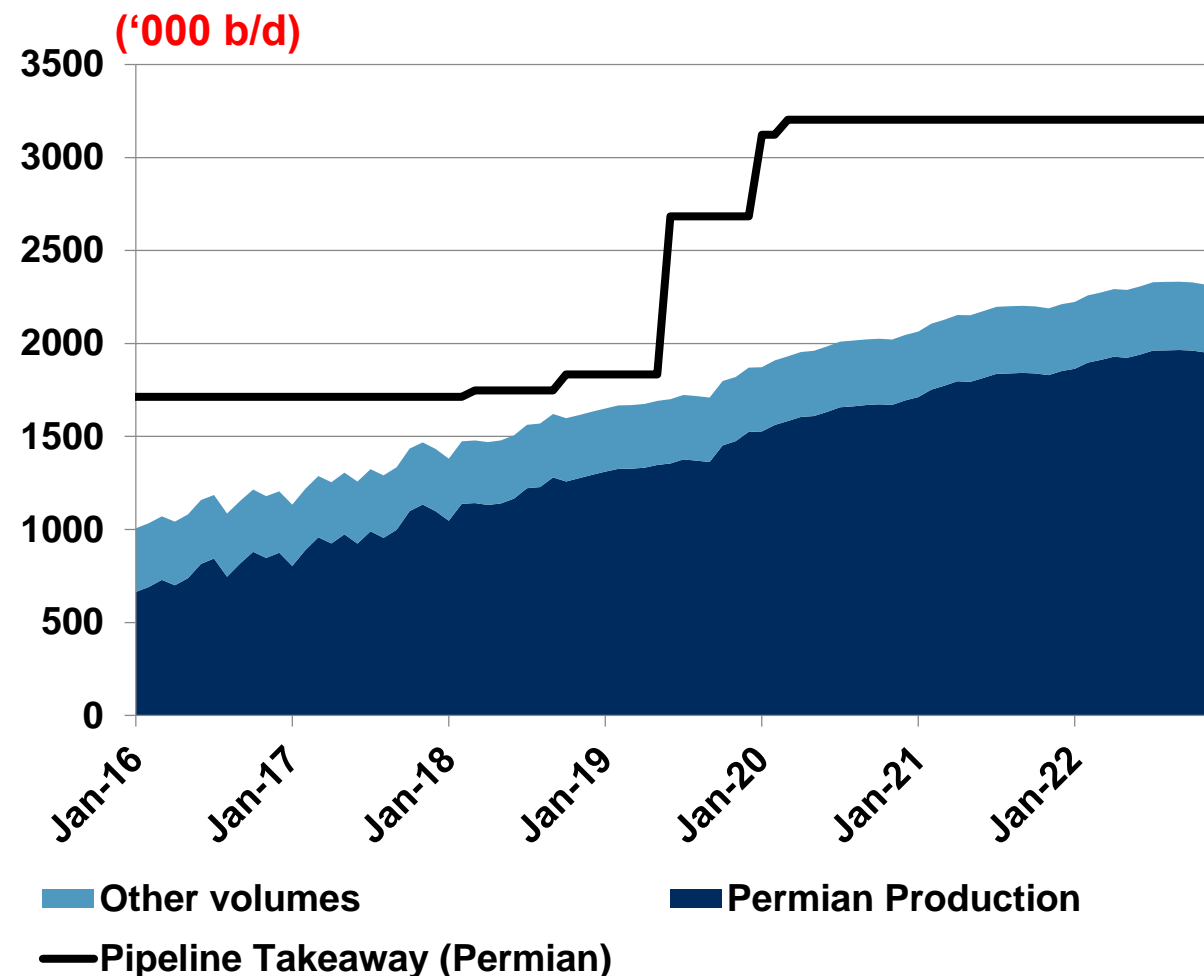 (‘000 b/d)
3500
3000
2500
2000
1500
1000
500
0
Jan-16
Jan-17
Jan-18
Jan-19
Jan-20
Jan-21
Jan-22
Other volumes
Permian Production
Pipeline Takeaway (Permian)